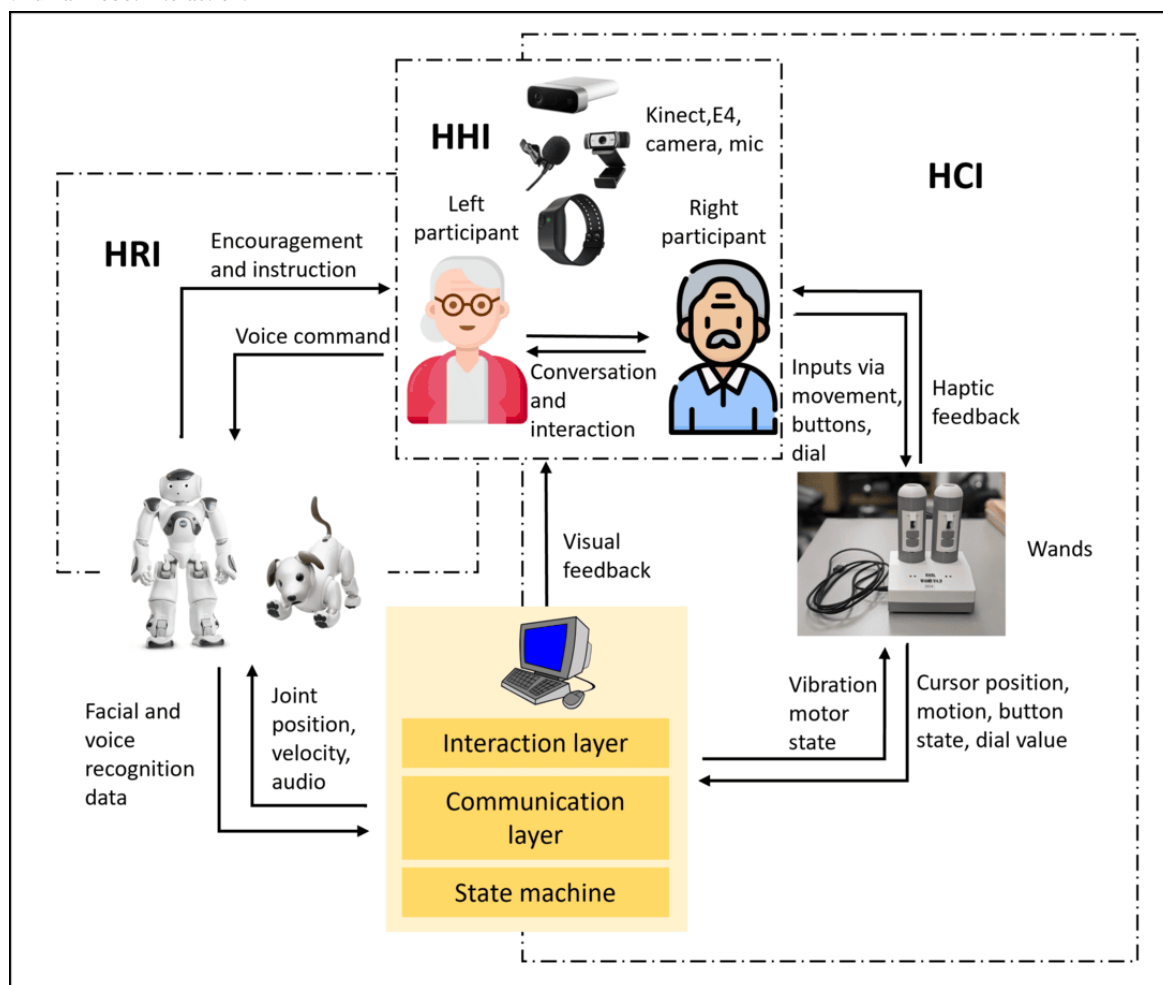 HHI
Kinect,E4,
camera, mic
HCI
HRI
Left
participant
Right
participant
Encouragement
and instruction
Voice command
Conversation
and
interaction
Inputs via
movement,
buttons,
dial
Haptic
feedback
Visual
feedback
Wands
Facial and
voice
recognition
data
Joint
position,
velocity,
audio
Interaction layer
Communication
layer
State machine
Vibration
motor
state
Cursor position,
motion, button
state, dial value